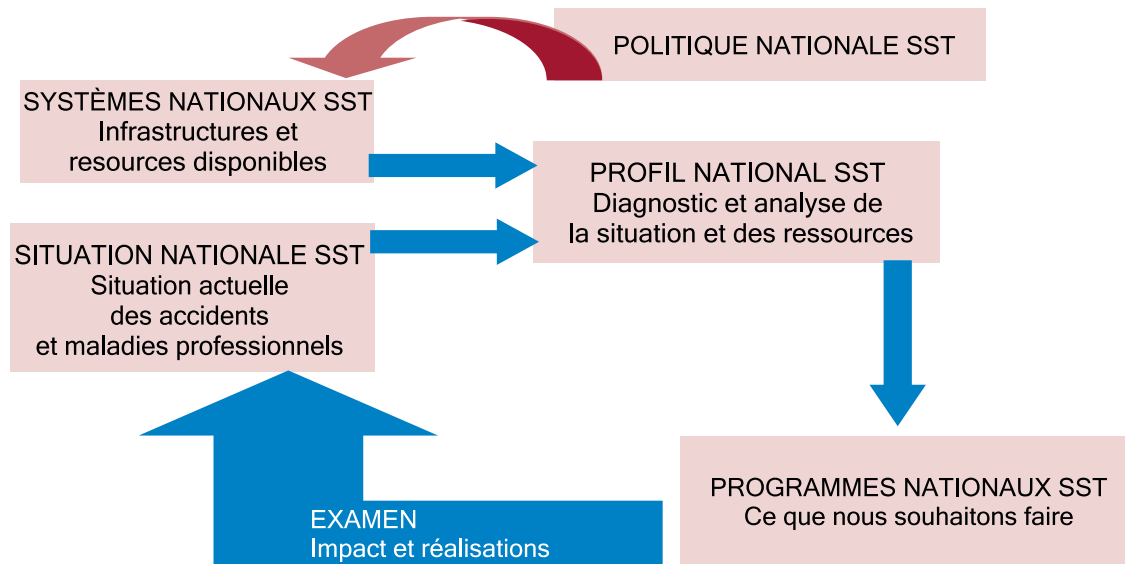 POLITIQUE NATIONALE SST
SYSTÈMES NATIONAUX SST
Infrastructures et
resources disponibles
PROFIL NATIONAL SST
Diagnostic et analyse de
la situation et des ressources
SITUATION NATIONALE SST
Situation actuelle
des accidents
et maladies professionnels
PROGRAMMES NATIONAUX SST
Ce que nous souhaitons faire
EXAMEN
Impact et réalisations